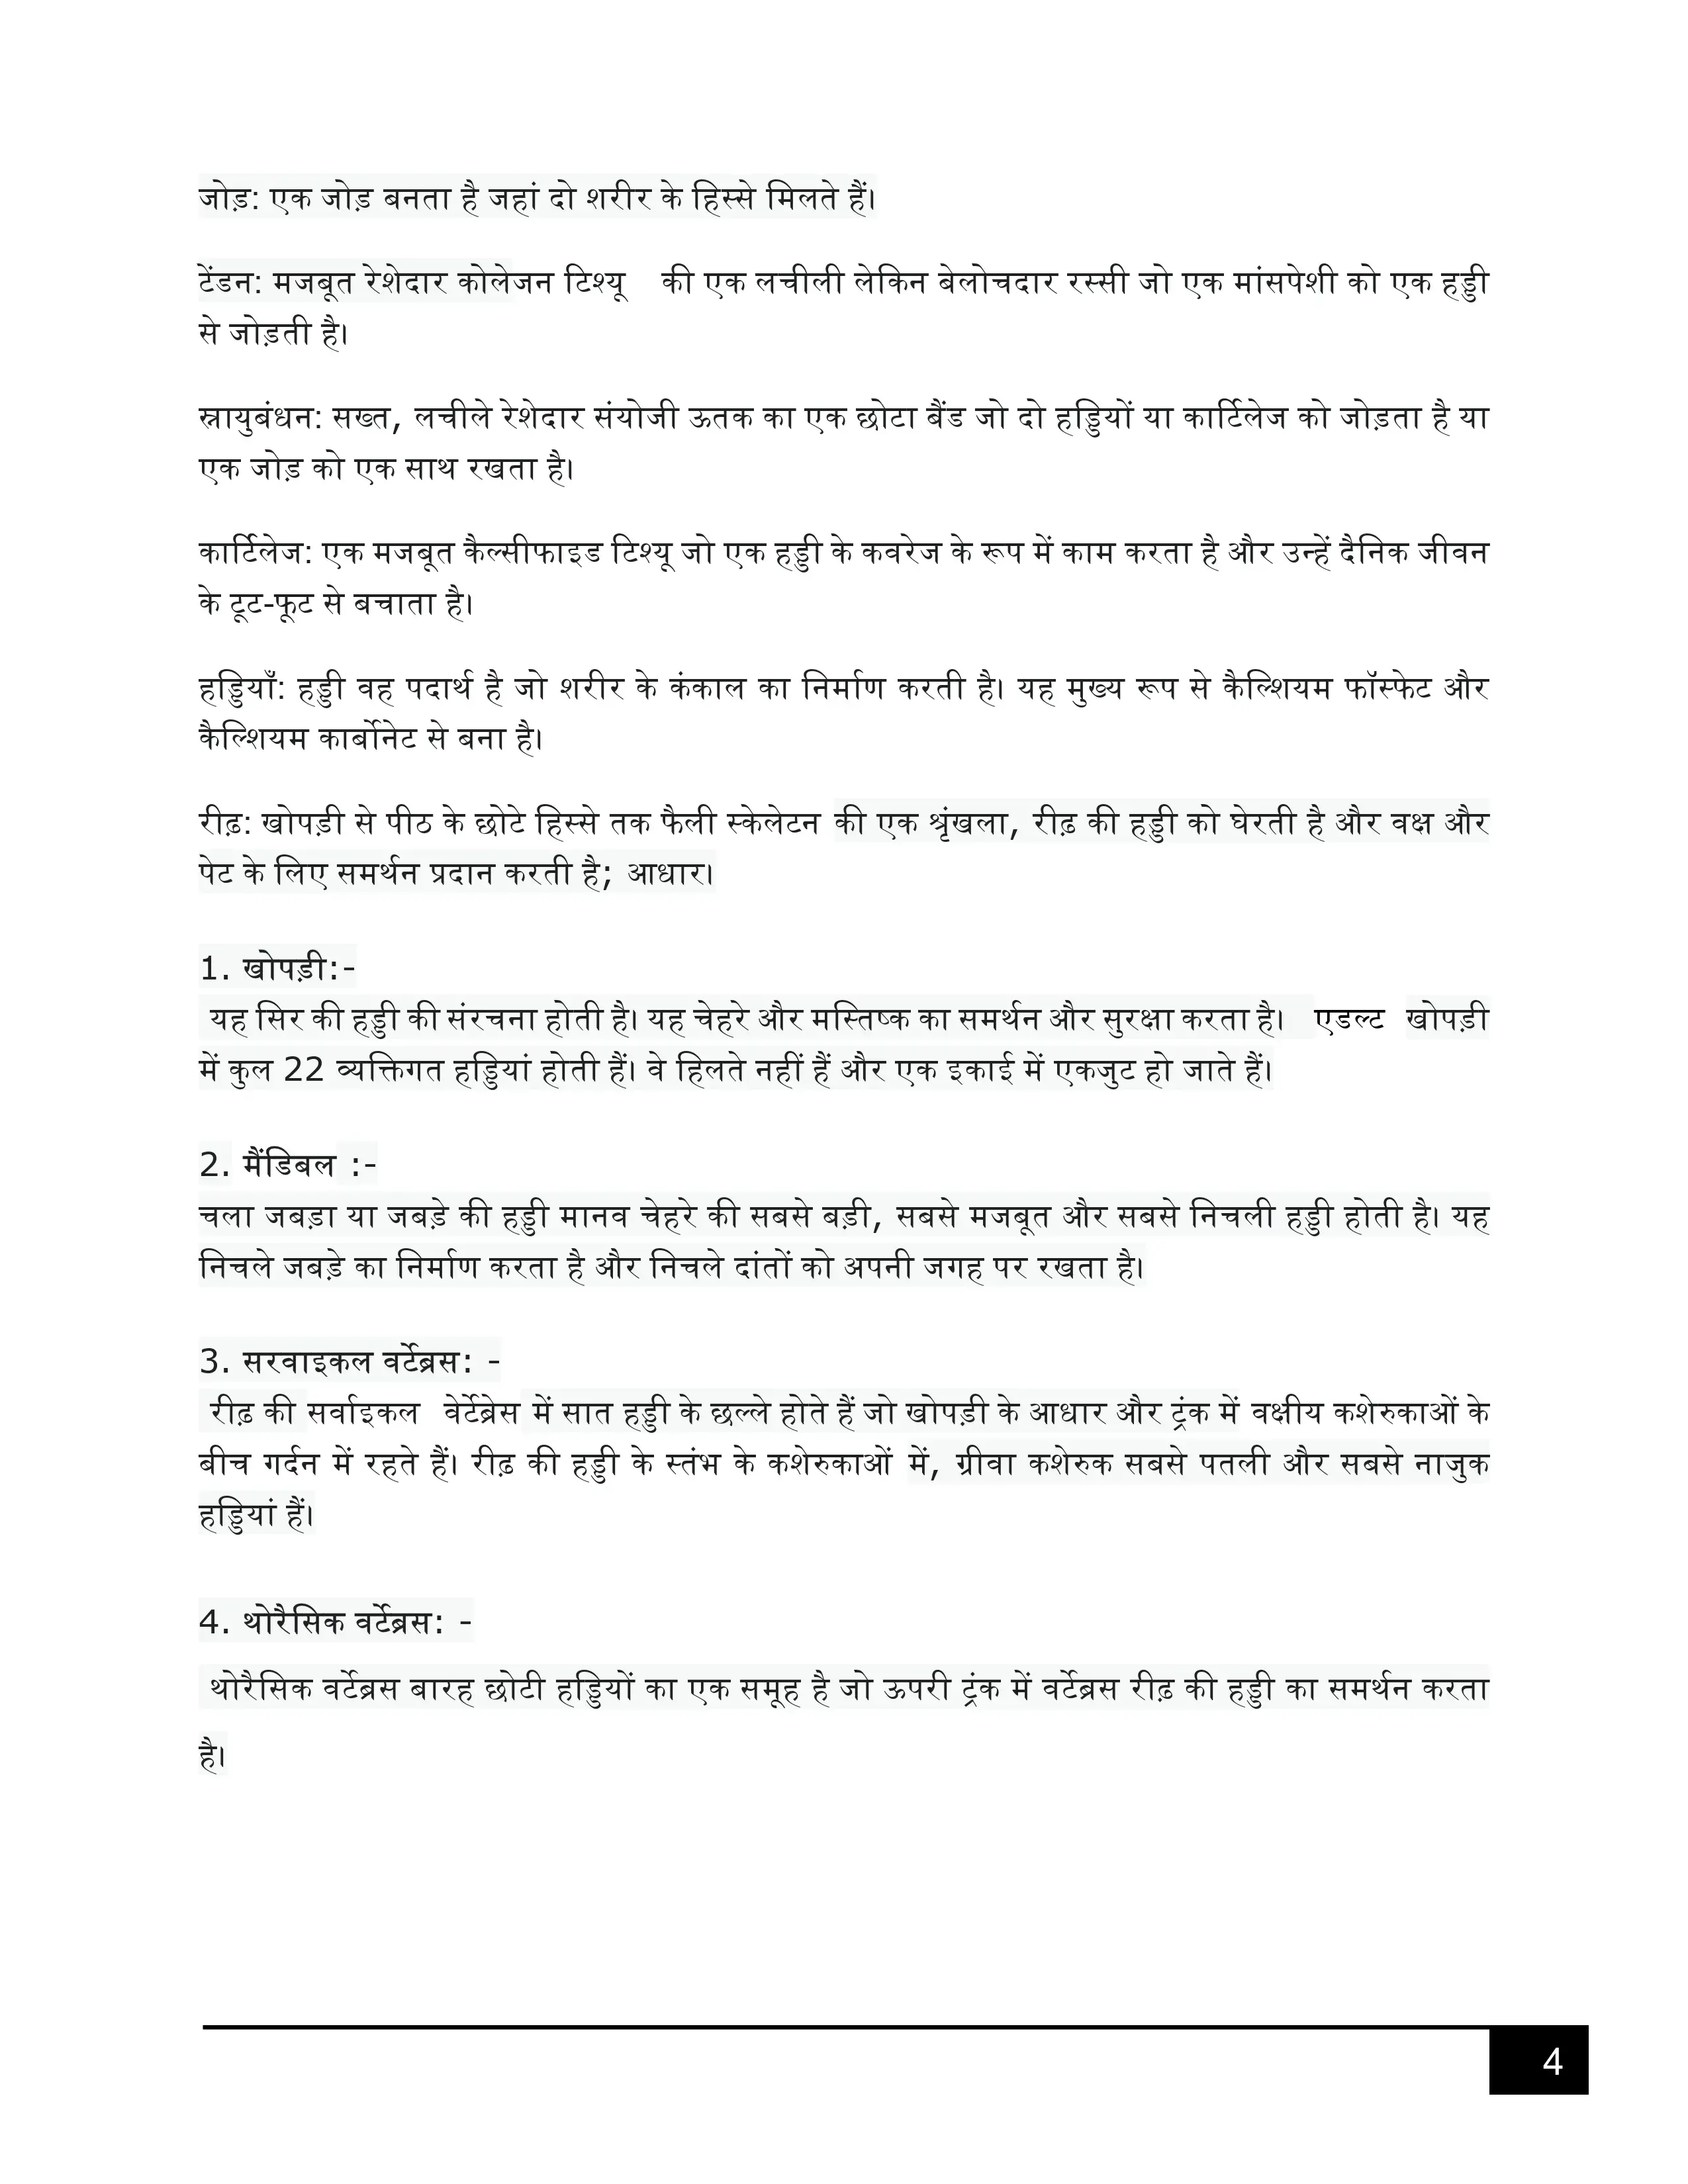 जोड़: एक जोड़ बनता है जहां दो शरीर के हिस्से मिलते हैं।
टेंडन: मजबूत रेशेदार कोलेजन टिश्यू की एक लचीली लेकिन बेलोचदार रस्सी जो एक मांसपेशी को एक हड्डी
से जोड़ती है।
स्नायुबंधन: सख्त, लचीले रेशेदार संयोजी ऊतक का एक छोटा बैंड जो दो हड्डियों या कार्टिलेज को जोड़ता है या
एक जोड़ को एक साथ रखता है।
कार्टिलेज: एक मजबूत कैल्सीफाइड टिश्यू जो एक हड्डी के कवरेज के रूप में काम करता है और उन्हें दैनिक जीवन
के टूट-फूट से बचाता है।
हड्डियाँ: हड्डी वह पदार्थ है जो शरीर के कंकाल का निर्माण करती है। यह मुख्य रूप से कैल्शियम फॉस्फेट और
कैल्शियम कार्बोनेट से बना है।
रीढ़: खोपड़ी से पीठ के छोटे हिस्से तक फैली स्केलेटन की एक श्रृंखला, रीढ़ की हड्डी को घेरती है और वक्ष और
पेट के लिए समर्थन प्रदान करती है; आधार।
1. खोपड़ी:-
यह सिर की हड्डी की संरचना होती है। यह चेहरे और मस्तिष्क का समर्थन और सुरक्षा करता है। एडल्ट खोपड़ी
में कुल 22 व्यक्तिगत हड्डियां होती हैं। वे हिलते नहीं हैं और एक इकाई में एकजुट हो जाते हैं।
2. मैंडिबल :-
चला जबड़ा या जबड़े की हड्डी मानव चेहरे की सबसे बड़ी, सबसे मजबूत और सबसे निचली हड्डी होती है। यह
निचले जबड़े का निर्माण करता है और निचले दांतों को अपनी जगह पर रखता है।
3. सरवाइकल वर्टेब्रस: -
रीढ़ की सर्वाइकल वेर्टेब्रेस में सात हड्डी के छल्ले होते हैं जो खोपड़ी के आधार और ट्रंक में वक्षीय कशेरुकाओं के
बीच गर्दन में रहते हैं। रीढ़ की हड्डी के स्तंभ के कशेरुकाओं में, ग्रीवा कशेरुक सबसे पतली और सबसे नाजुक
हड्डियां हैं।
4. थोरैसिक वर्टेब्रस: -
थोरैसिक वर्टेब्रस बारह छोटी हड्डियों का एक समूह है जो ऊपरी ट्रंक में वर्टेब्रस रीढ़ की हड्डी का समर्थन करता
है।
4